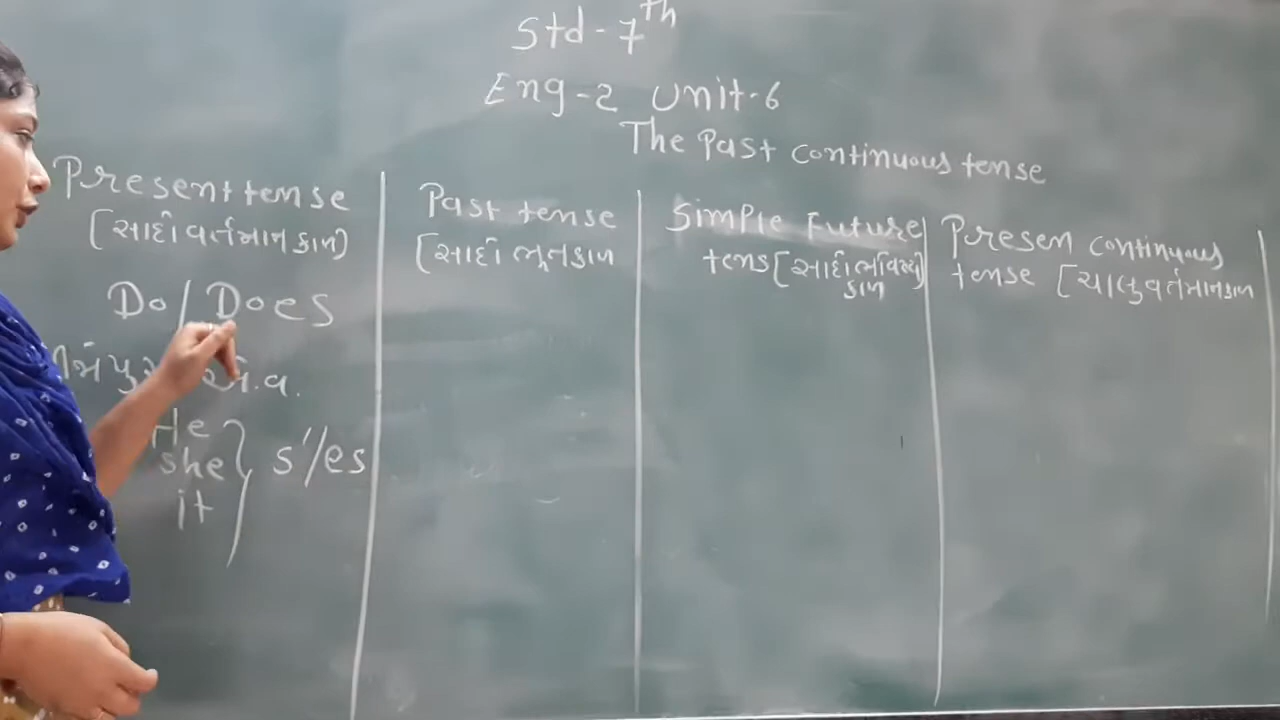 Std-7th
Eng-2 Unit-6
The Past continuous tense
Present tense
[સાદો વર્તમાન કાળ]
Do/Does
એ.વ.
He
she
it
s'/es
Past tense
[સાદો ભૂતકાળ
Simple Future
tens[સાદો ભવિષ્ય]
કાળ
Presen continuous
tense [ચાલુવર્તમાનકાળ